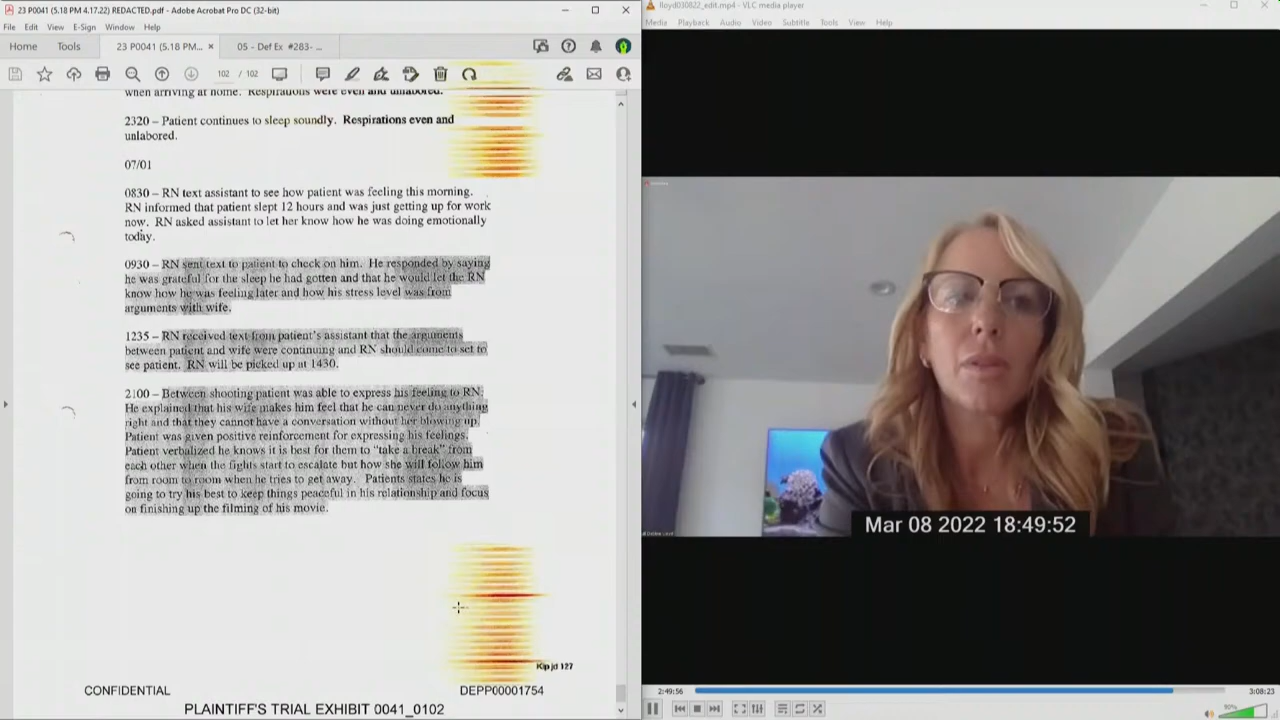 23 P0041 (5.18 PM 4.17.22) REDACTED.pdf - Adobe Acrobat Pro DC (32-bit)
File Edit View E-Sign Window Help
Home Tools 23 P0041 (5.18 PM... × 05 - Def Ex #283- ...
102 / 102
when arriving at home. Respirations were even and unlabored.
2320 – Patient continues to sleep soundly. Respirations even and
unlabored.
07/01
0830 – RN text assistant to see how patient was feeling this morning.
RN informed that patient slept 12 hours and was just getting up for work
now. RN asked assistant to let her know how he was doing emotionally
today.
0930 – RN sent text to patient to check on him. He responded by saying
he was grateful for the sleep he had gotten and that he would let the RN
know how he was feeling later and how his stress level was from
arguments with wife.
1235 – RN received text from patient's assistant that the arguments
between patient and wife were continuing and RN should come to set to
see patient. RN will be picked up at 1430.
2100 – Between shooting patient was able to express his feeling to RN.
He explained that his wife makes him feel that he can never do anything
right and that they cannot have a conversation without her blowing up.
Patient was given positive reinforcement for expressing his feelings.
Patient verbalized he knows it is best for them to "take a break" from
each other when the fights start to escalate but how she will follow him
from room to room when he tries to get away. Patients states he is
going to try his best to keep things peaceful in his relationship and focus
on finishing up the filming of his movie.
Kipjd 127
CONFIDENTIAL DEPP00001754
PLAINTIFF'S TRIAL EXHIBIT 0041_0102
lloyd030822_edit.mp4 - VLC media player
Media Playback Audio Video Subtitle Tools View Help
Mar 08 2022 18:49:52
2:49:56 3:08:23
90%